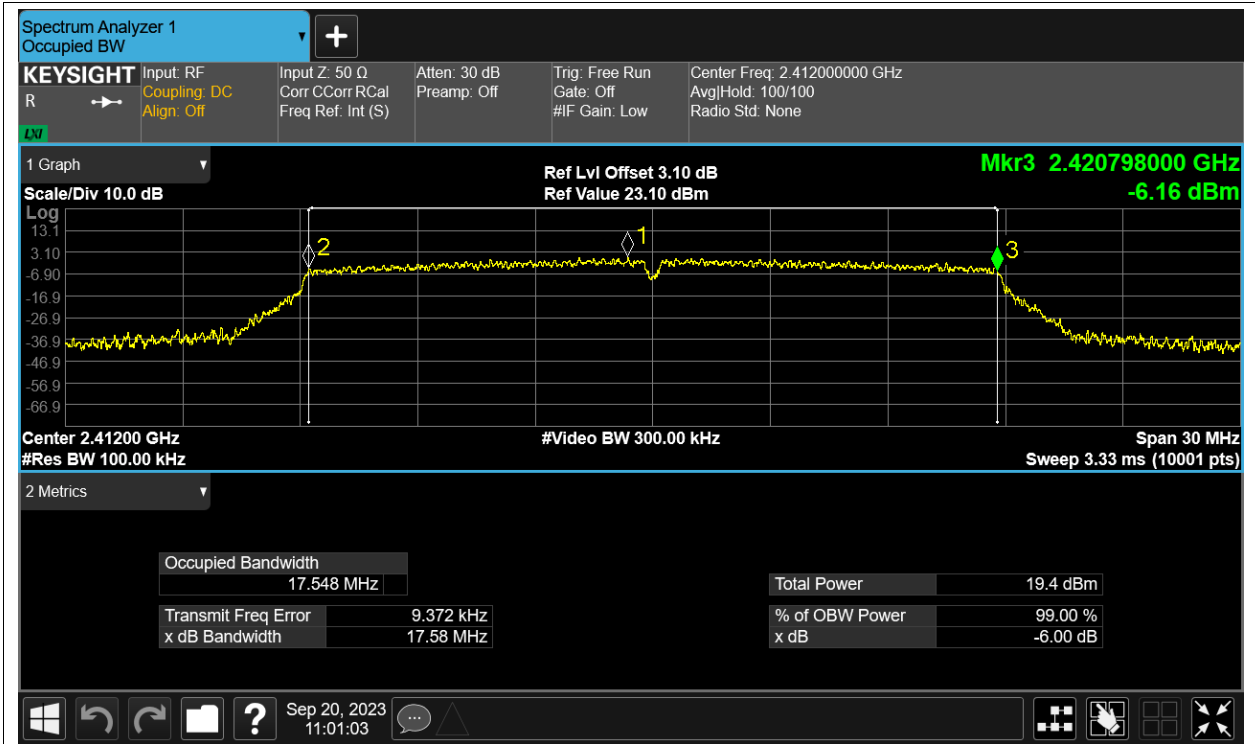 Spectrum Analyzer 1
Occupied BW
KEYSIGHT
R
LXI
Input: RF
Coupling: DC
Align: Off
Input Z: 50 Ω
Corr CCorr RCal
Freq Ref: Int (S)
Atten: 30 dB
Preamp: Off
Trig: Free Run
Gate: Off
#IF Gain: Low
Center Freq: 2.412000000 GHz
Avg|Hold: 100/100
Radio Std: None
1 Graph
Scale/Div 10.0 dB
Ref Lvl Offset 3.10 dB
Ref Value 23.10 dBm
Mkr3 2.420798000 GHz
-6.16 dBm
Log
13.1
3.10
-6.90
-16.9
-26.9
-36.9
-46.9
-56.9
-66.9
2
1
3
Center 2.41200 GHz
#Res BW 100.00 kHz
#Video BW 300.00 kHz
Span 30 MHz
Sweep 3.33 ms (10001 pts)
2 Metrics
Occupied Bandwidth
17.548 MHz
Transmit Freq Error 9.372 kHz
x dB Bandwidth 17.58 MHz
Total Power 19.4 dBm
% of OBW Power 99.00 %
x dB -6.00 dB
?
Sep 20, 2023
11:01:03